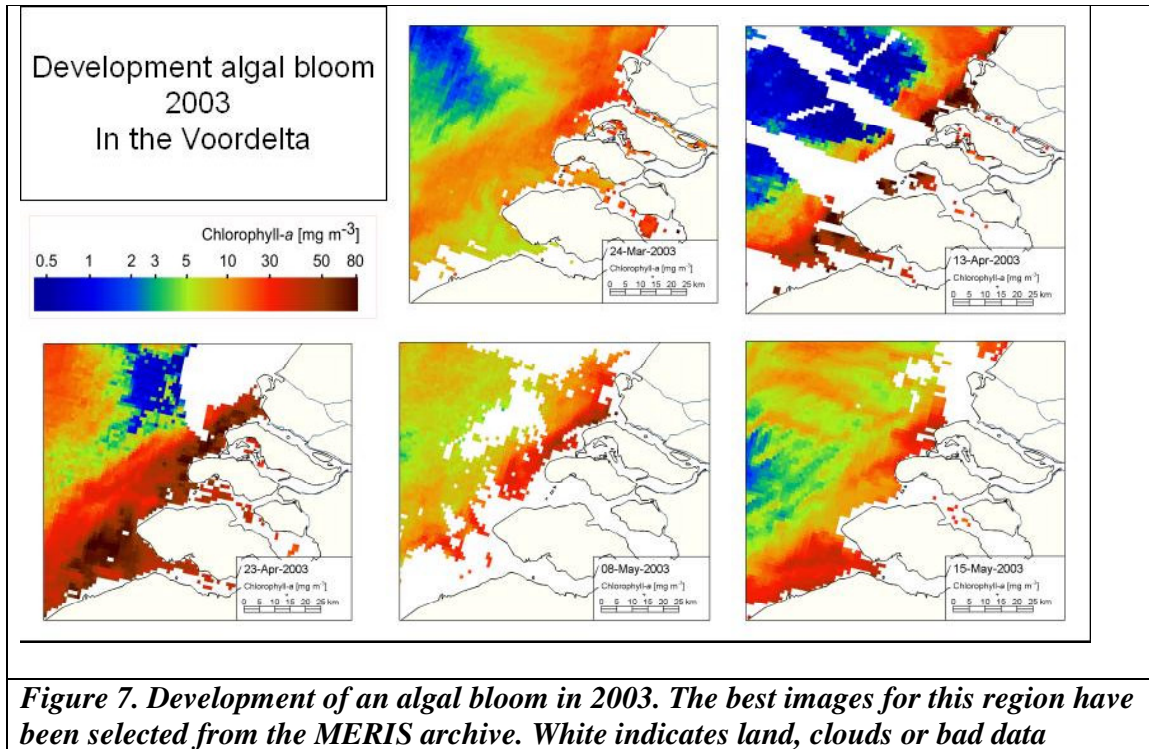 Development algal bloom
2003
In the Voordelta
Chlorophyll-a [mg m-3]
0.5 1 2 3 5 10 30 50 80
24-Mar-2003
Chlorophyll-a [mg m-3]
0 5 10 15 20 25 km
13-Apr-2003
Chlorophyll-a [mg m-3]
0 5 10 15 20 25 km
23-Apr-2003
Chlorophyll-a [mg m-3]
0 5 10 15 20 25 km
08-May-2003
Chlorophyll-a [mg m-3]
0 5 10 15 20 25 km
15-May-2003
Chlorophyll-a [mg m-3]
0 5 10 15 20 25 km
Figure 7. Development of an algal bloom in 2003. The best images for this region have
been selected from the MERIS archive. White indicates land, clouds or bad data